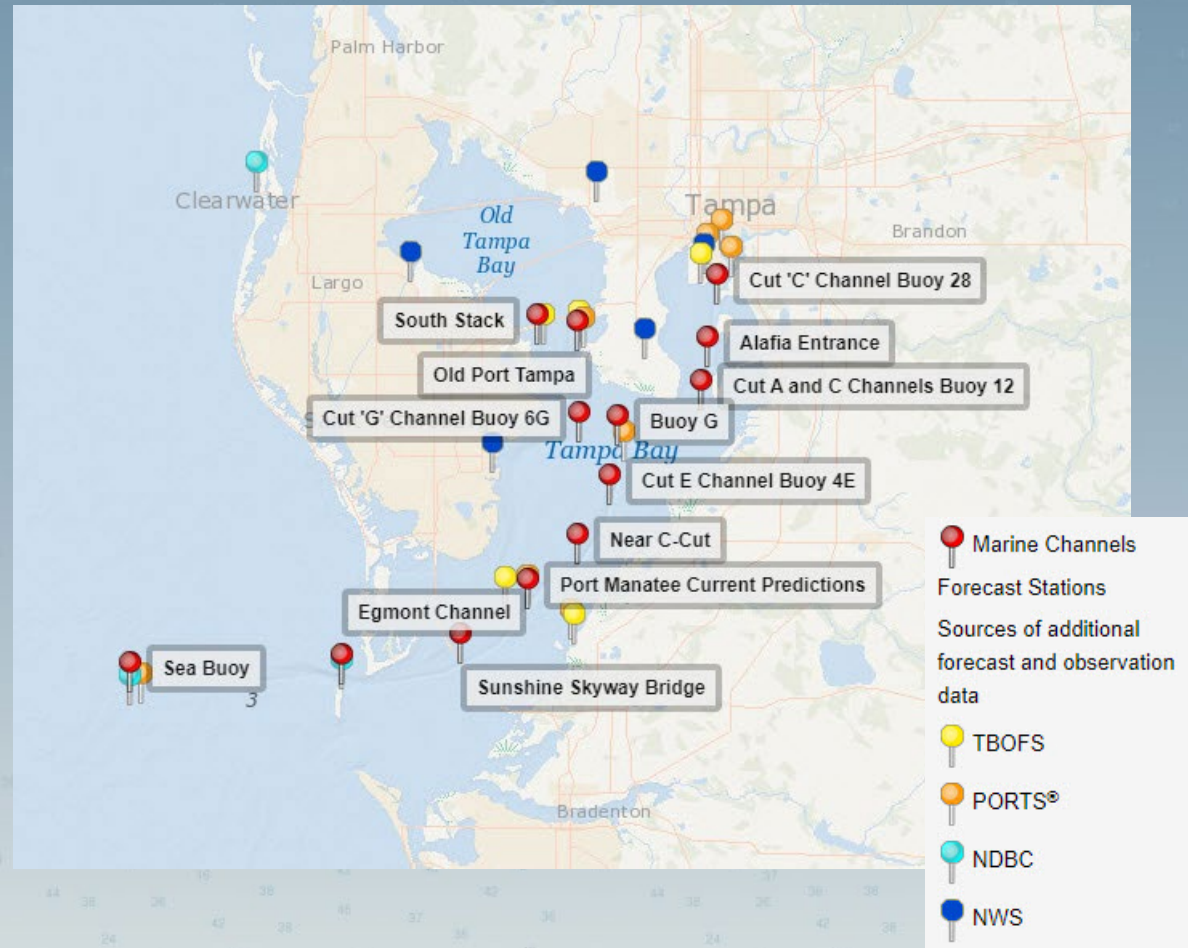 Palm Harbor
Clearwater
Old
Tampa
Bay
Tampa
Brandon
Largo
Cut 'C' Channel Buoy 28
South Stack
Alafia Entrance
Old Port Tampa
Cut A and C Channels Buoy 12
Cut 'G' Channel Buoy 6G
Buoy G
Tampa Bay
Cut E Channel Buoy 4E
Near C-Cut
Port Manatee Current Predictions
Egmont Channel
Sea Buoy
3
Sunshine Skyway Bridge
Bradenton
Marine Channels
Forecast Stations
Sources of additional
forecast and observation
data
TBOFS
PORTS®
NDBC
NWS